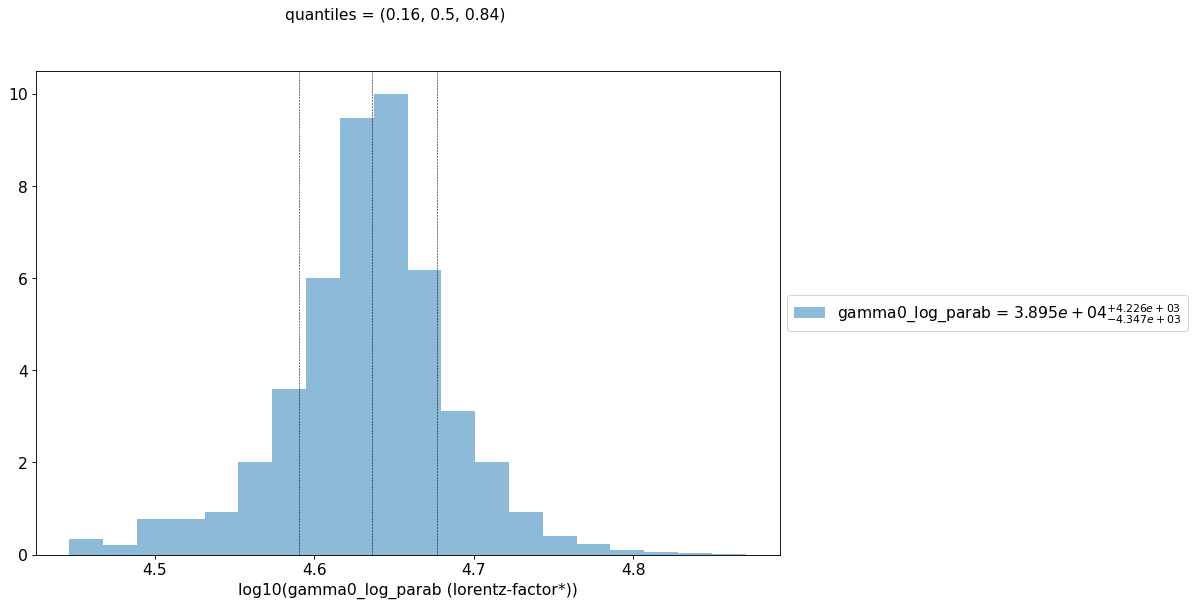 quantiles = (0.16, 0.5, 0.84)
10
8
6
4
2
0
gamma0_log_parab = 3.895e + 04 +4.226e+03 −4.347e+03
4.5 4.6 4.7 4.8
log10(gamma0_log_parab (lorentz-factor*))